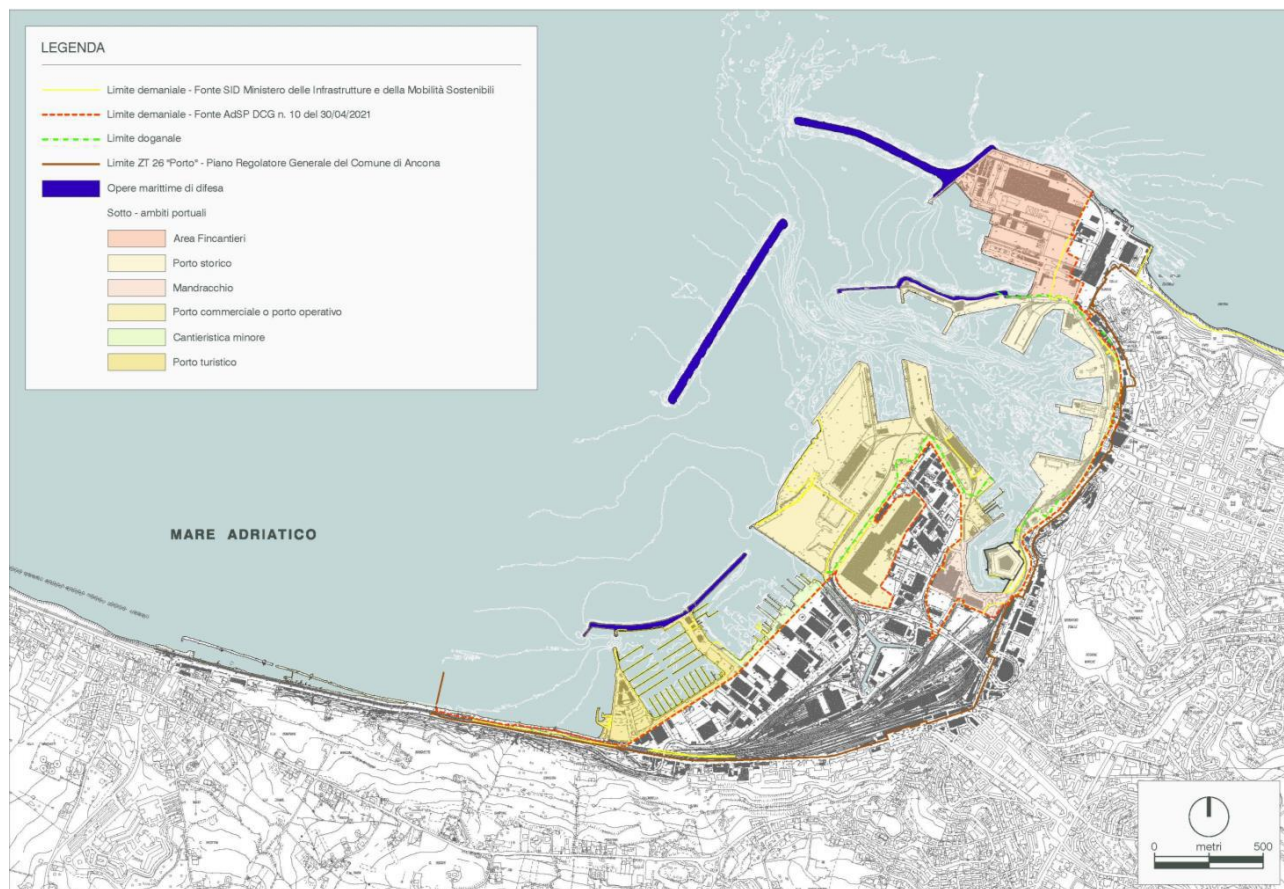 LEGENDA
Limite demaniale - Fonte SID Ministero delle Infrastrutture e della Mobilità Sostenibili
Limite demaniale - Fonte AdSP DCG n. 10 del 30/04/2021
Limite doganale
Limite ZT 26 "Porto" - Piano Regolatore Generale del Comune di Ancona
Opere marittime di difesa
Sotto - ambiti portuali
Area Fincantieri
Porto storico
Mandracchio
Porto commerciale o porto operativo
Cantieristica minore
Porto turistico
MARE ADRIATICO
0 metri 500